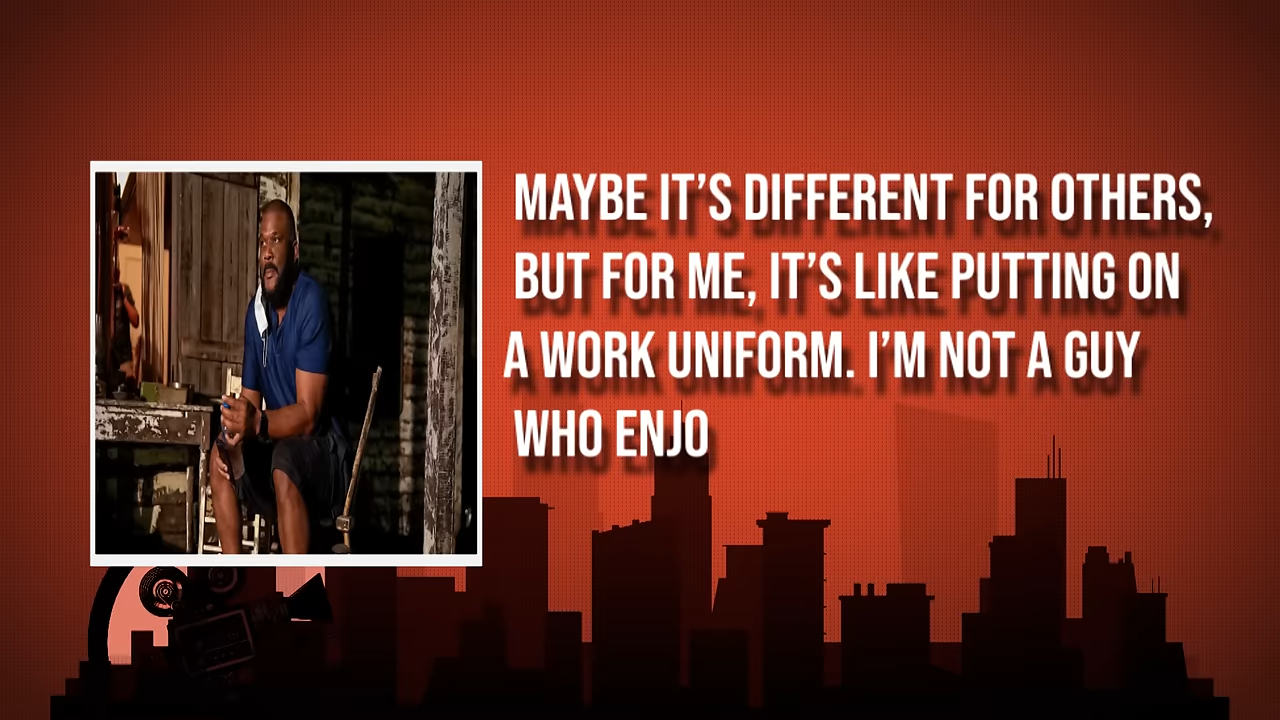 MAYBE IT’S DIFFERENT FOR OTHERS,
BUT FOR ME, IT’S LIKE PUTTING ON
A WORK UNIFORM. I’M NOT A GUY
WHO ENJO